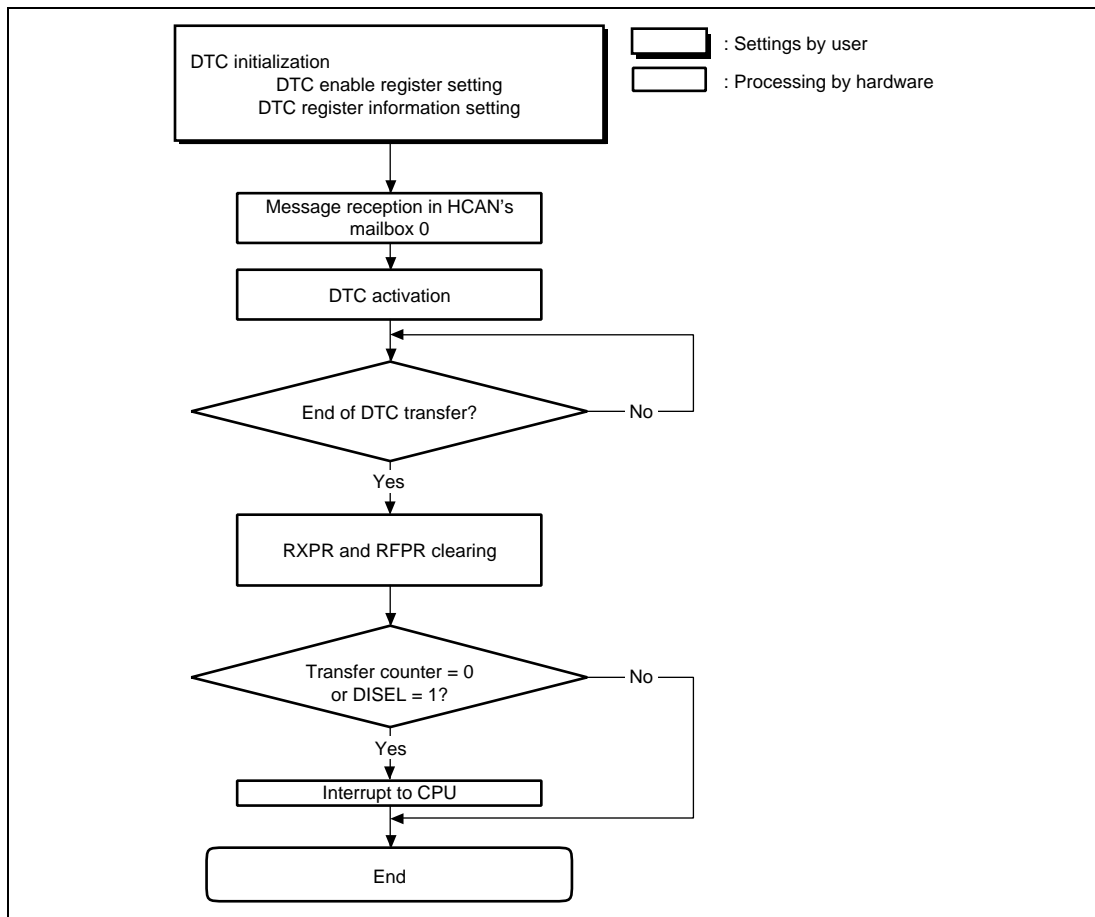 DTC initialization
DTC enable register setting
DTC register information setting
: Settings by user
: Processing by hardware
Message reception in HCAN's
mailbox 0
DTC activation
End of DTC transfer?
No
Yes
RXPR and RFPR clearing
Transfer counter = 0
or DISEL = 1?
No
Yes
Interrupt to CPU
End